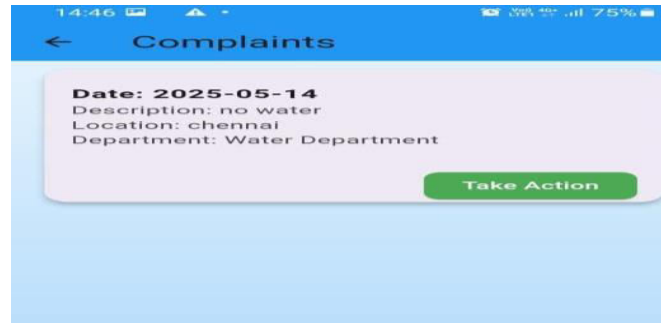 14:46 75%
Complaints
Date: 2025-05-14
Description: no water
Location: chennai
Department: Water Department
Take Action